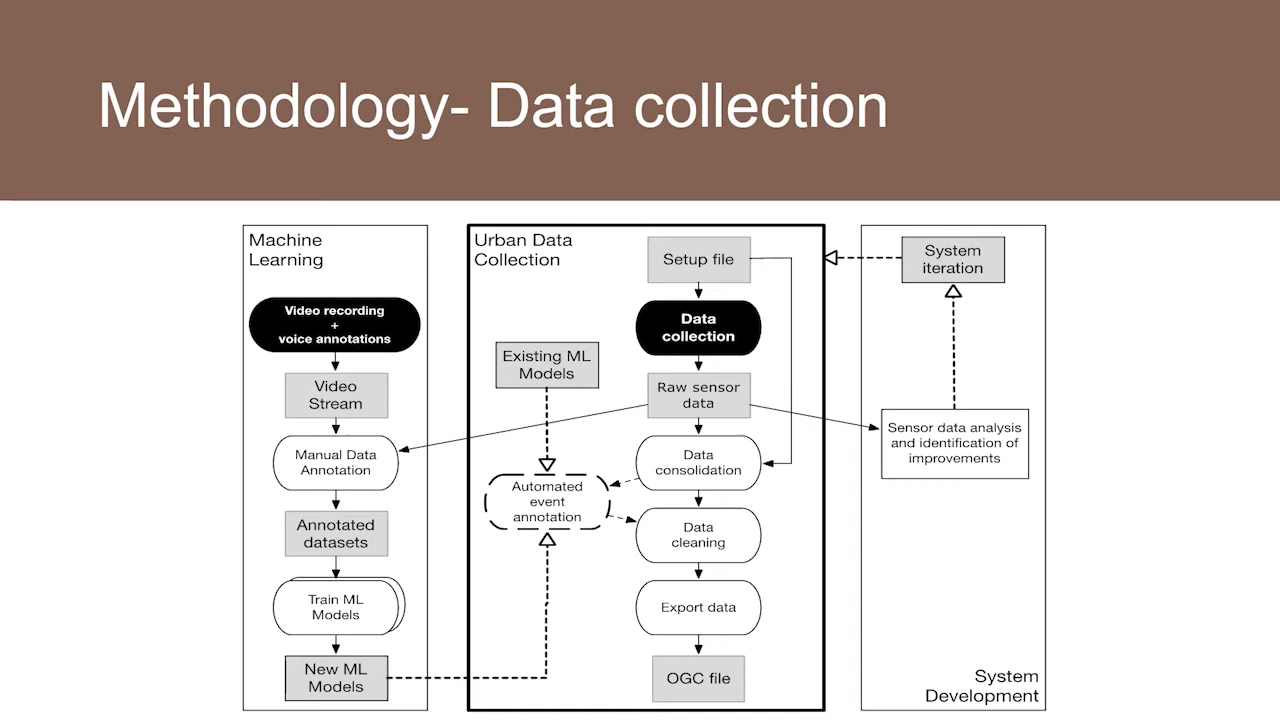 Methodology- Data collection
Machine
Learning
Video recording
+
voice annotations
Video
Stream
Manual Data
Annotation
Annotated
datasets
Train ML
Models
New ML
Models
Urban Data
Collection
Setup file
Data
collection
Existing ML
Models
Raw sensor
data
Data
consolidation
Automated
event
annotation
Data
cleaning
Export data
OGC file
System
iteration
Sensor data analysis
and identification of
improvements
System
Development